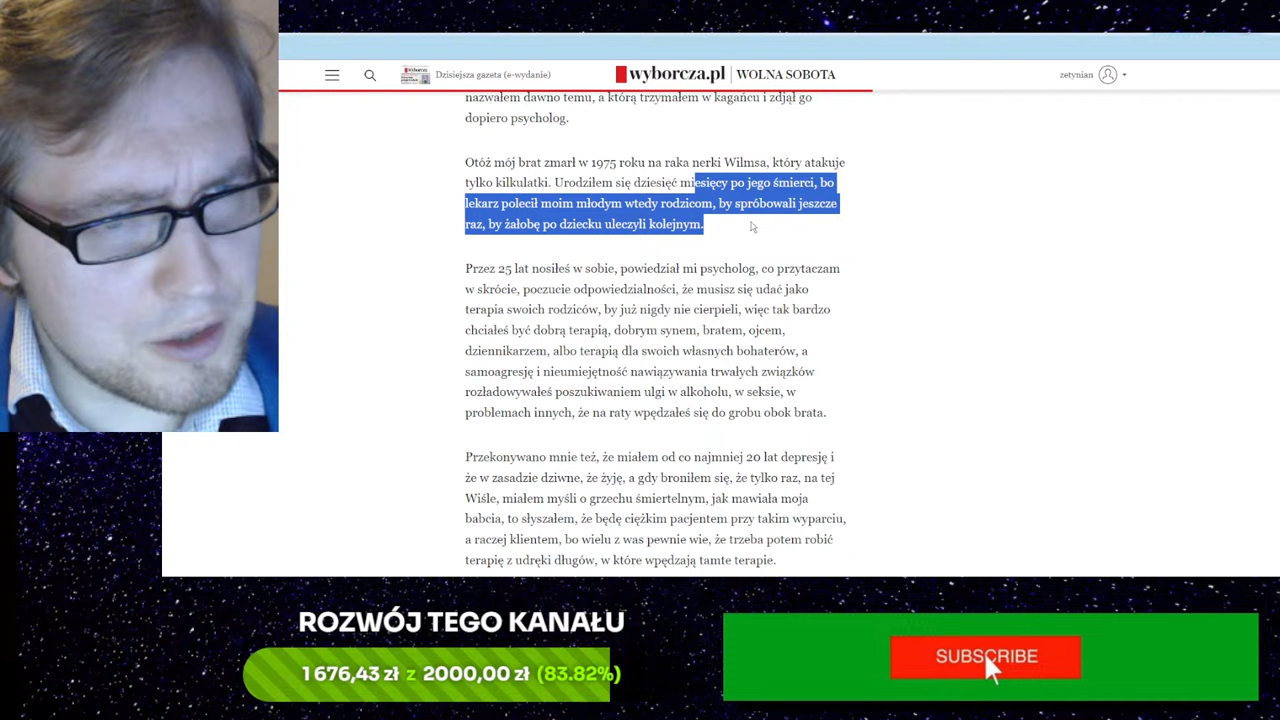 Dzisiejsza gazeta (e-wydanie)
wyborcza.pl | WOLNA SOBOTA
zetynian
nazwałem dawno temu, a którą trzymałem w kagańcu i zdjął go
dopiero psycholog.
Otóż mój brat zmarł w 1975 roku na raka nerki Wilmsa, który atakuje
tylko kilkulatki. Urodziłem się dziesięć miesięcy po jego śmierci, bo
lekarz polecił moim młodym wtedy rodzicom, by spróbowali jeszcze
raz, by żałobę po dziecku uleczyli kolejnym.
Przez 25 lat nosiłeś w sobie, powiedział mi psycholog, co przytaczam
w skrócie, poczucie odpowiedzialności, że musisz się udać jako
terapia swoich rodziców, by już nigdy nie cierpieli, więc tak bardzo
chciałeś być dobrą terapią, dobrym synem, bratem, ojcem,
dziennikarzem, albo terapią dla swoich własnych bohaterów, a
samoagresję i nieumiejętność nawiązywania trwałych związków
rozładowywałeś poszukiwaniem ulgi w alkoholu, w seksie, w
problemach innych, że na raty wpędzałeś się do grobu obok brata.
Przekonywano mnie też, że miałem od co najmniej 20 lat depresję i
że w zasadzie dziwne, że żyję, a gdy broniłem się, że tylko raz, na tej
Wiśle, miałem myśli o grzechu śmiertelnym, jak mawiała moja
babcia, to słyszałem, że będę ciężkim pacjentem przy takim wyparciu,
a raczej klientem, bo wielu z was pewnie wie, że trzeba potem robić
terapię z udręki długów, w które wpędzają tamte terapie.
ROZWÓJ TEGO KANAŁU
1 676,43 zł z 2000,00 zł (83.82%)
SUBSCRIBE